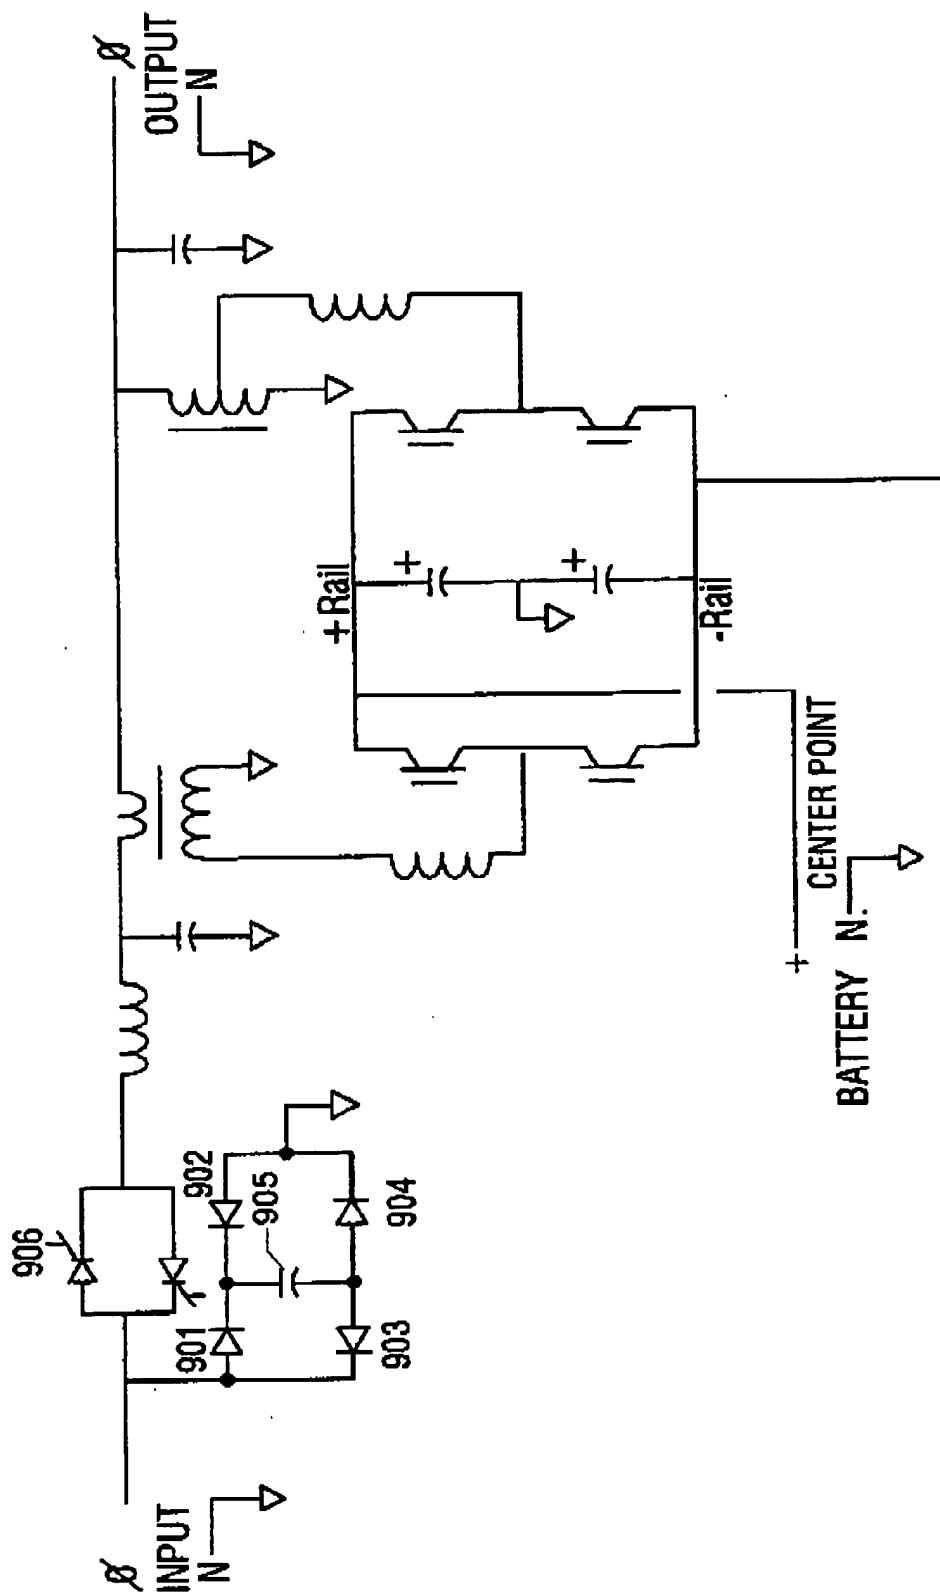 Ø
INPUT
N
906
901
902
905
903
904
+ Rail
+
+
-Rail
Ø
OUTPUT
N
+
CENTER POINT
BATTERY N.